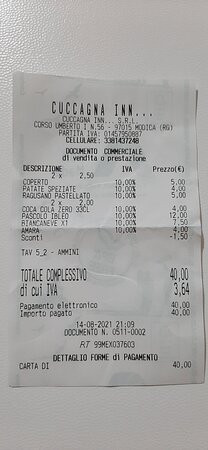 CUCCAGNA INN...
CUCCAGNA INN... S.R.L.
CORSO UMBERTO I N.56 - 97015 MODICA (RG)
PARTITA IVA: 01457950887
CELLULARE: 3381437248
DOCUMENTO COMMERCIALE
di vendita o prestazione
DESCRIZIONE IVA Prezzo(€)
2 x 2,50
COPERTO 10,00% 5,00
PATATE SPEZIATE 10,00% 4,00
RAGUSANO PASTELLATO 10,00% 5,00
2 x 2,00
COCA COLA ZERO 33CL 10,00% 4,00
PASCOLO IBLEO 10,00% 12,00
BIANCANEVE X1 10,00% 7,50
AMARA 10,00% 4,00
Sconti -1,50
TAV 5_2 - AMMINI
TOTALE COMPLESSIVO 40,00
di cui IVA 3,64
Pagamento elettronico 40,00
Importo pagato 40,00
14-08-2021 21:09
DOCUMENTO N. 0511-0002
RT 99MEX037603
DETTAGLIO FORME di PAGAMENTO
CARTA DI 40,00